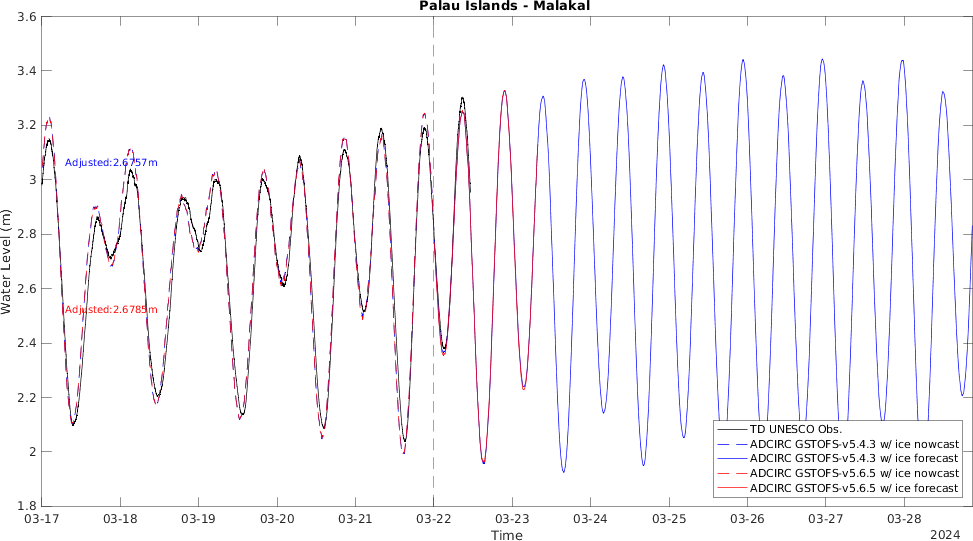 Palau Islands - Malakal
3.6
3.4
3.2
3
2.8
2.6
2.4
2.2
2
1.8
Water Level (m)
Adjusted:2.6757m
Adjusted:2.6785m
TD UNESCO Obs.
ADCIRC GSTOFS-v5.4.3 w/ ice nowcast
ADCIRC GSTOFS-v5.4.3 w/ ice forecast
ADCIRC GSTOFS-v5.6.5 w/ ice nowcast
ADCIRC GSTOFS-v5.6.5 w/ ice forecast
03-17 03-18 03-19 03-20 03-21 03-22 03-23 03-24 03-25 03-26 03-27 03-28
Time
2024